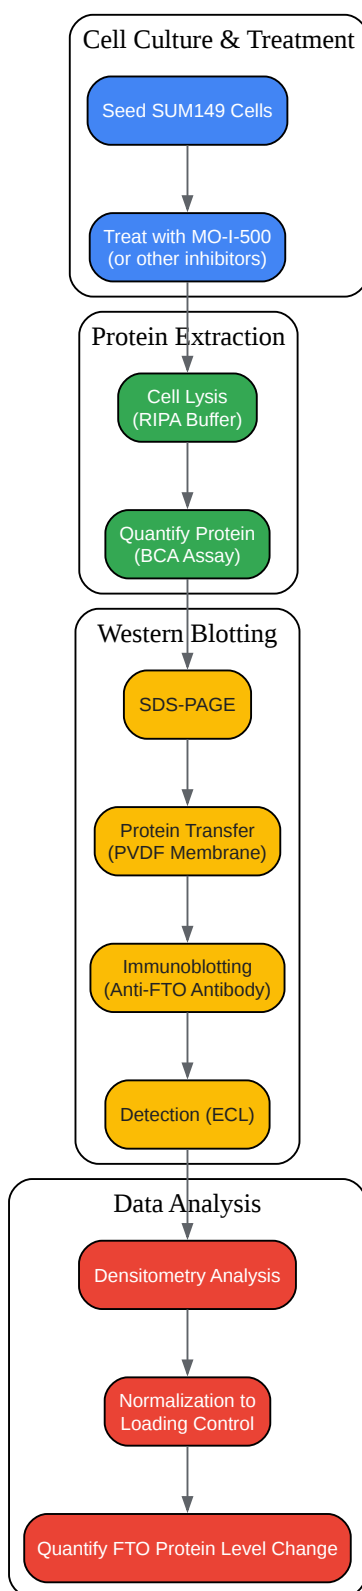 Cell Culture & Treatment
Seed SUM149 Cells
Treat with MO-I-500
(or other inhibitors)
Protein Extraction
Cell Lysis
(RIPA Buffer)
Quantify Protein
(BCA Assay)
Western Blotting
SDS-PAGE
Protein Transfer
(PVDF Membrane)
Immunoblotting
(Anti-FTO Antibody)
Detection (ECL)
Data Analysis
Densitometry Analysis
Normalization to
Loading Control
Quantify FTO Protein Level Change